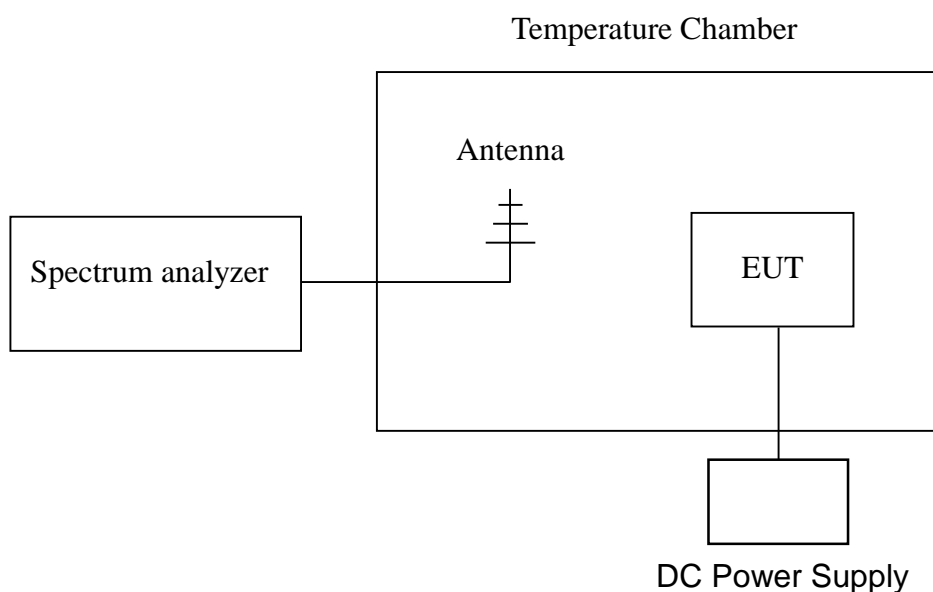 Temperature Chamber
Antenna
Spectrum analyzer
EUT
DC Power Supply